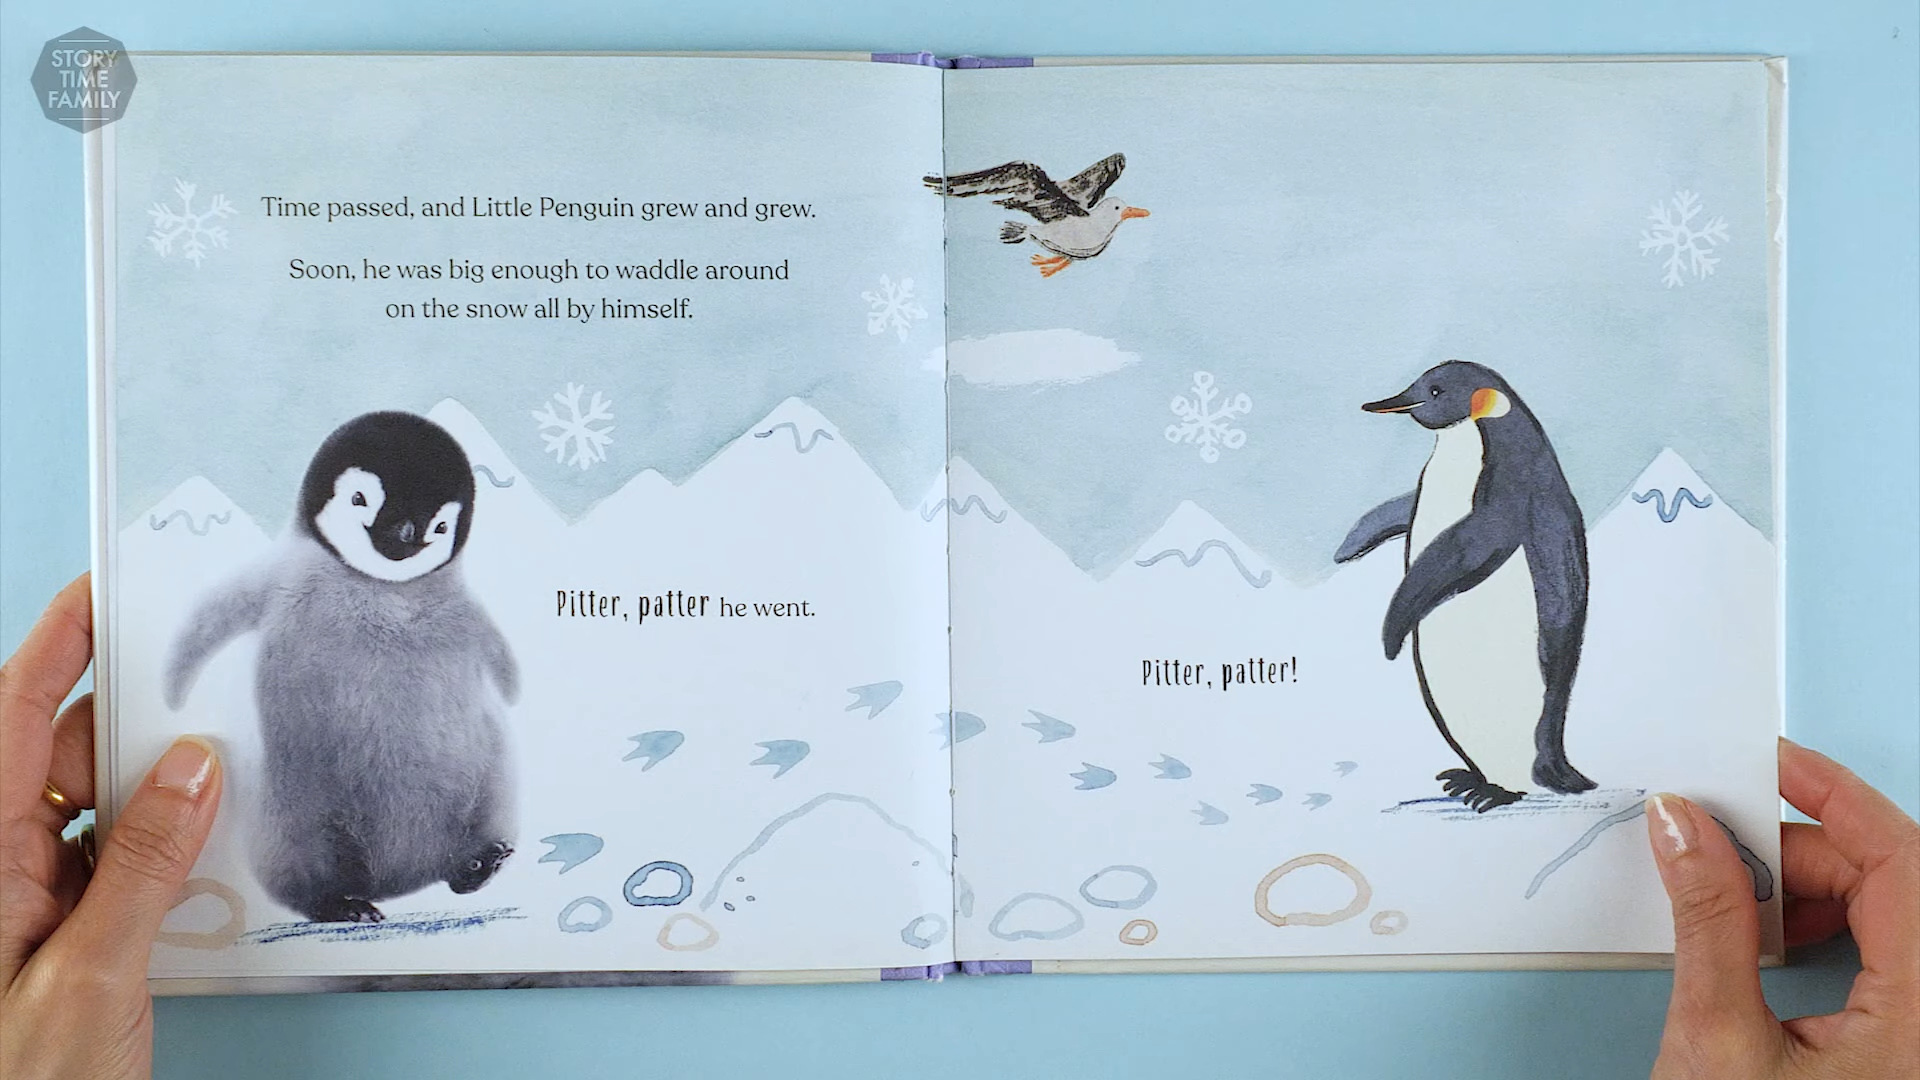 STORY
TIME
FAMILY
Time passed, and Little Penguin grew and grew.
Soon, he was big enough to waddle around
on the snow all by himself.
Pitter, patter he went.
Pitter, patter!